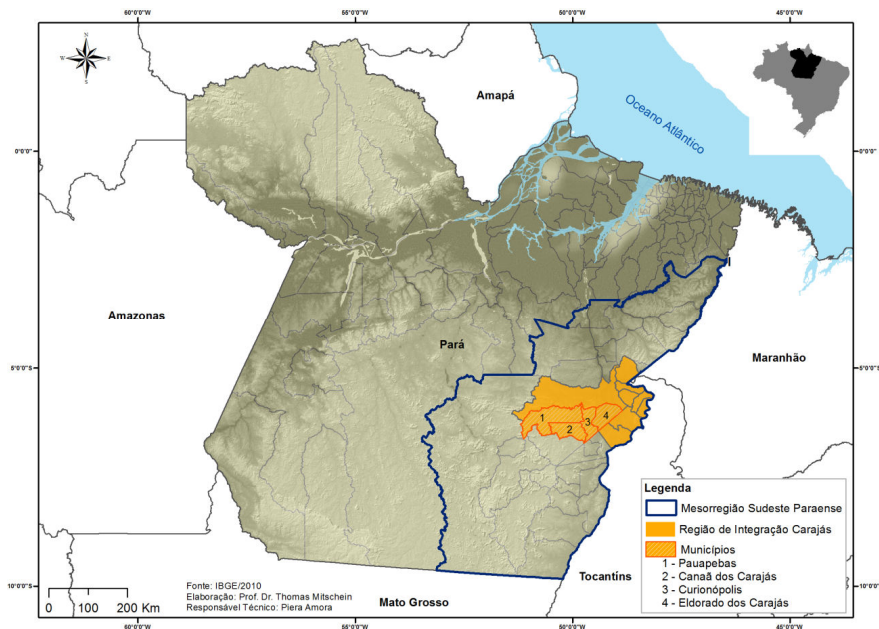 60°0'0"W
55°0'0"W
50°0'0"W
45°0'0"W
N
W
E
S
Amapá
Oceano Atlântico
0°0'0"
0°0'0"
Amazonas
Pará
Maranhão
5°0'0"S
5°0'0"S
1
2
3
4
Legenda
Mesorregião Sudeste Paraense
Região de Integração Carajás
Municípios
1 - Pauapebas
2 - Canaã dos Carajás
3 - Curionópolis
4 - Eldorado dos Carajás
10°0'0"S
10°0'0"S
0 100 200 Km
Fonte: IBGE/2010
Elaboração: Prof. Dr. Thomas Mitschein
Responsável Técnico: Piera Amora
Mato Grosso
Tocantíns
60°0'0"W
55°0'0"W
50°0'0"W
45°0'0"W